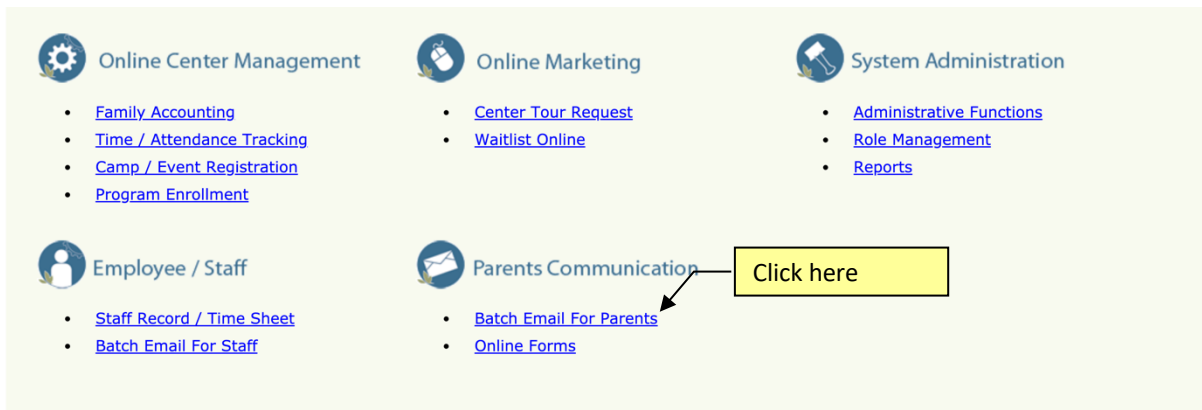 Online Center Management
Family Accounting
Time / Attendance Tracking
Camp / Event Registration
Program Enrollment
Online Marketing
Center Tour Request
Waitlist Online
System Administration
Administrative Functions
Role Management
Reports
Employee / Staff
Staff Record / Time Sheet
Batch Email For Staff
Parents Communication
Batch Email For Parents
Online Forms
Click here